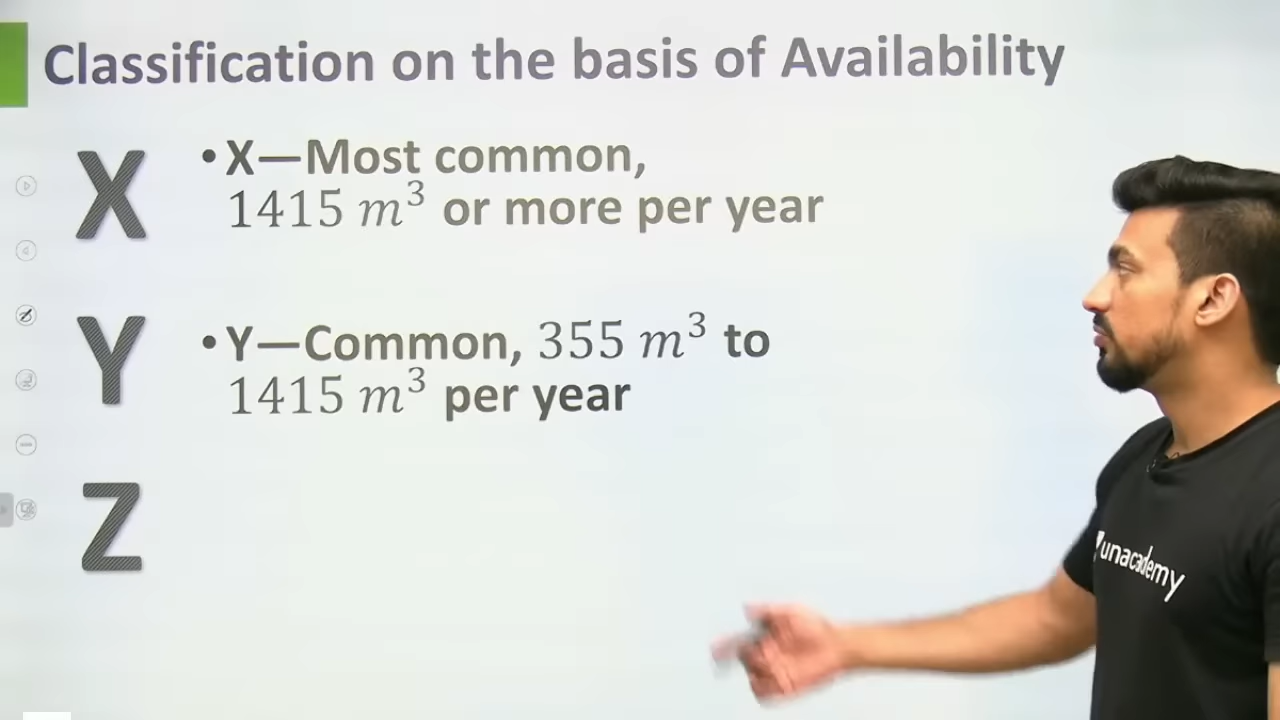 Classification on the basis of Availability
X
• X—Most common,
1415 m³ or more per year
Y
• Y—Common, 355 m³ to
1415 m³ per year
Z
unacademy